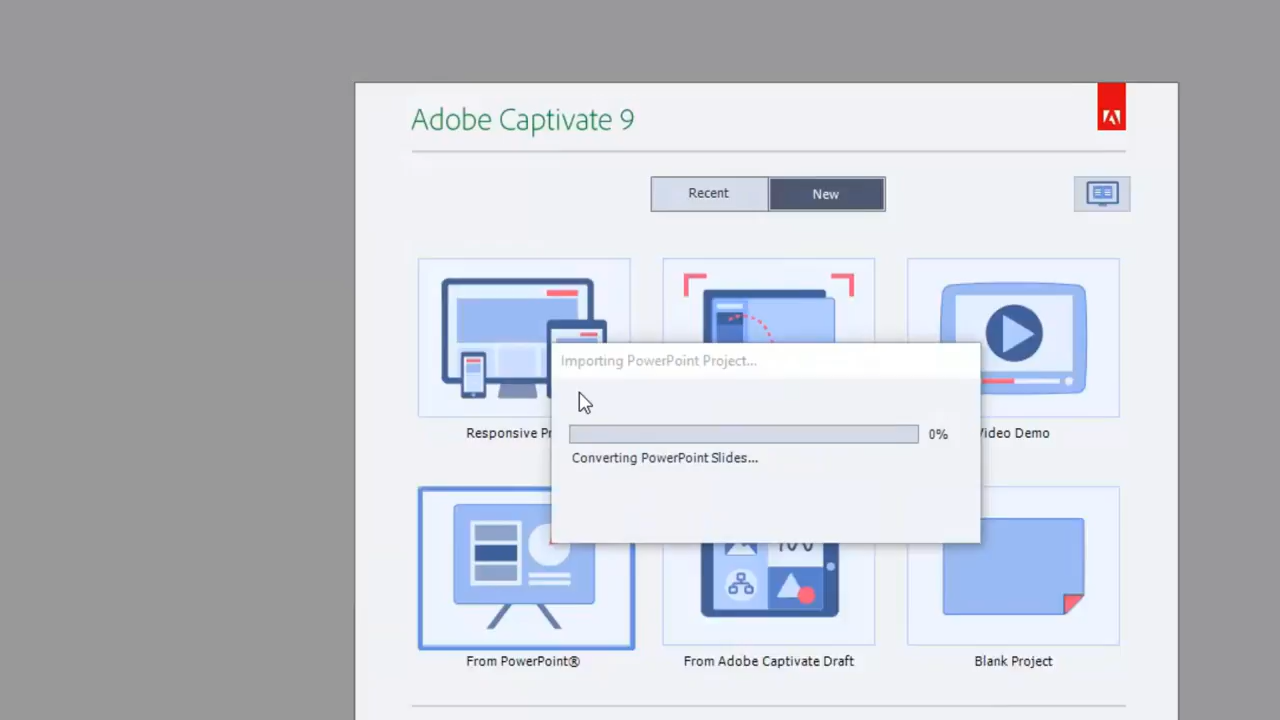 Adobe Captivate 9
Recent
New
Importing PowerPoint Project...
0%
Converting PowerPoint Slides...
Responsive Pr
Video Demo
From PowerPoint®
From Adobe Captivate Draft
Blank Project